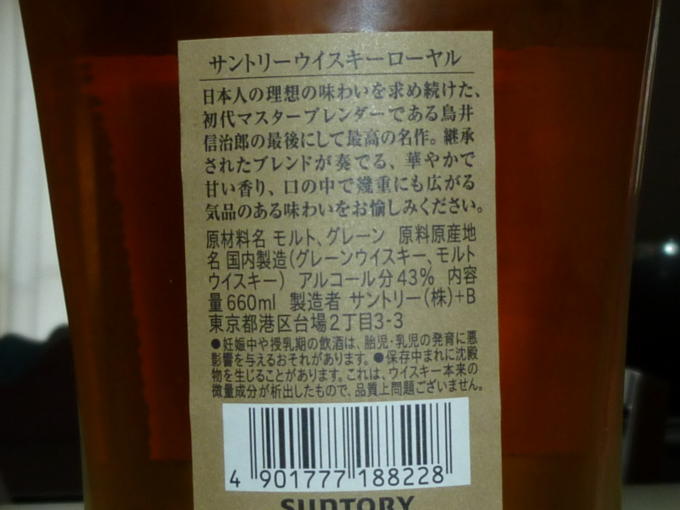 サントリーウイスキーローヤル
日本人の理想の味わいを求め続けた、
初代マスターブレンダーである鳥井
信治郎の最後にして最高の名作。継承
されたブレンドが奏でる、華やかで
甘い香り、口の中で幾重にも広がる
気品のある味わいをお愉しみください。
原材料名 モルト、グレーン 原料原産地
名 国内製造(グレーンウイスキー、モルト
ウイスキー) アルコール分43% 内容
量660ml 製造者 サントリー(株)+B
東京都港区台場2丁目3-3
●妊娠中や授乳期の飲酒は、胎児・乳児の発育に悪
影響を与えるおそれがあります。●保存中まれに沈殿
物を生じることがあります。これは、ウイスキー本来の
微量成分が析出したもので、品質上問題ございません。
4 901777 188228
SUNTORY